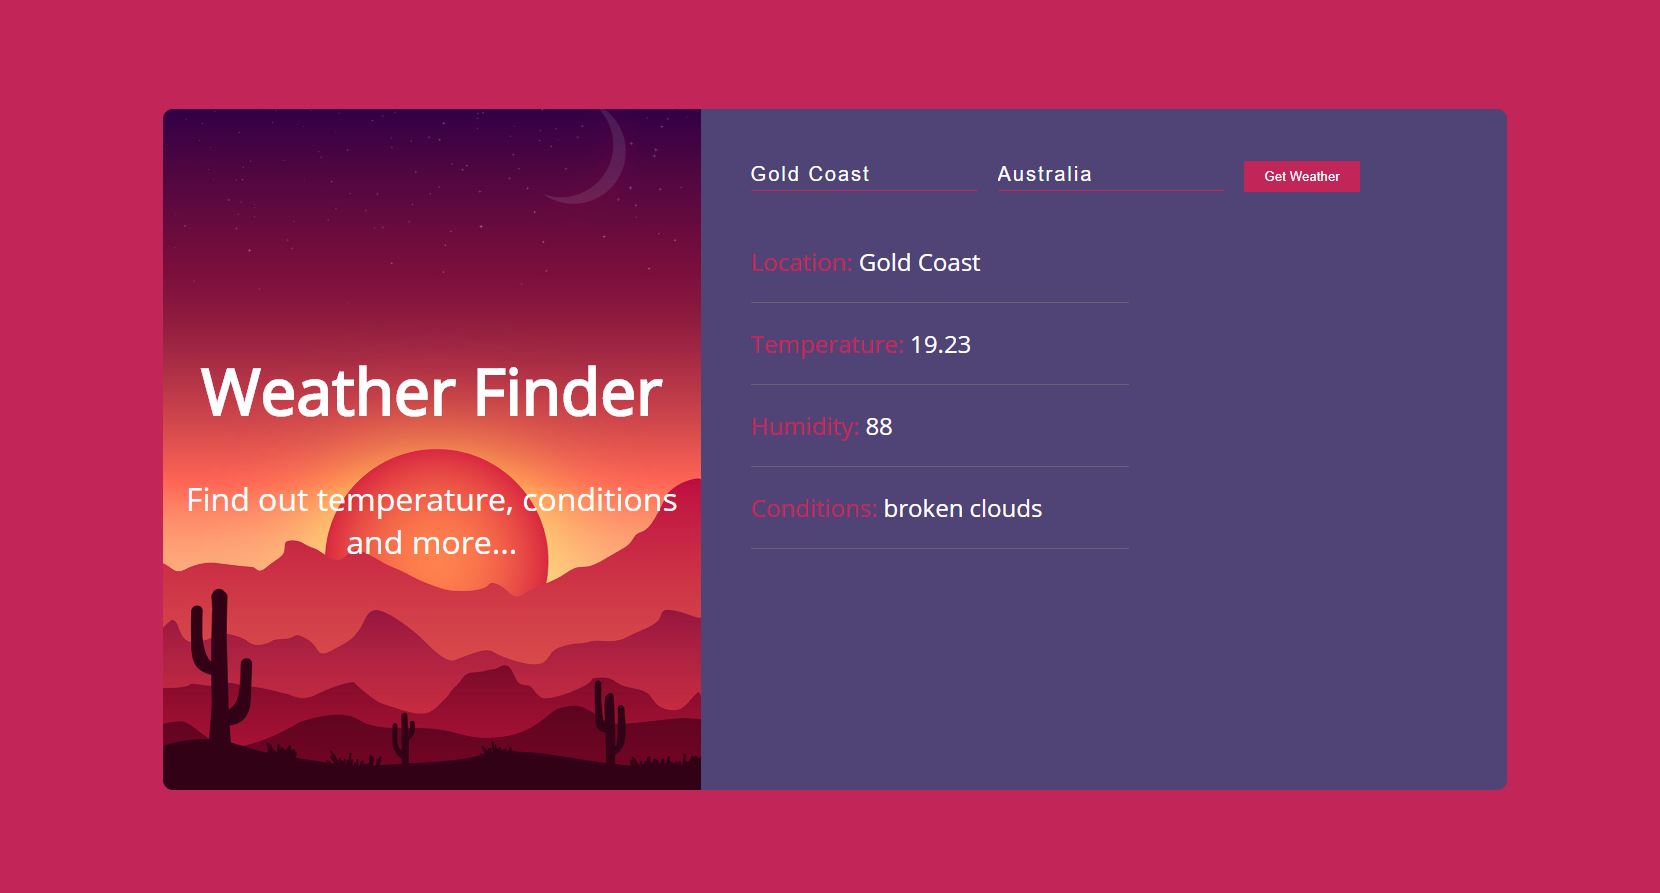 Weather Finder
Find out temperature, conditions
and more...
Gold Coast
Australia
Get Weather
Location: Gold Coast
Temperature: 19.23
Humidity: 88
Conditions: broken clouds